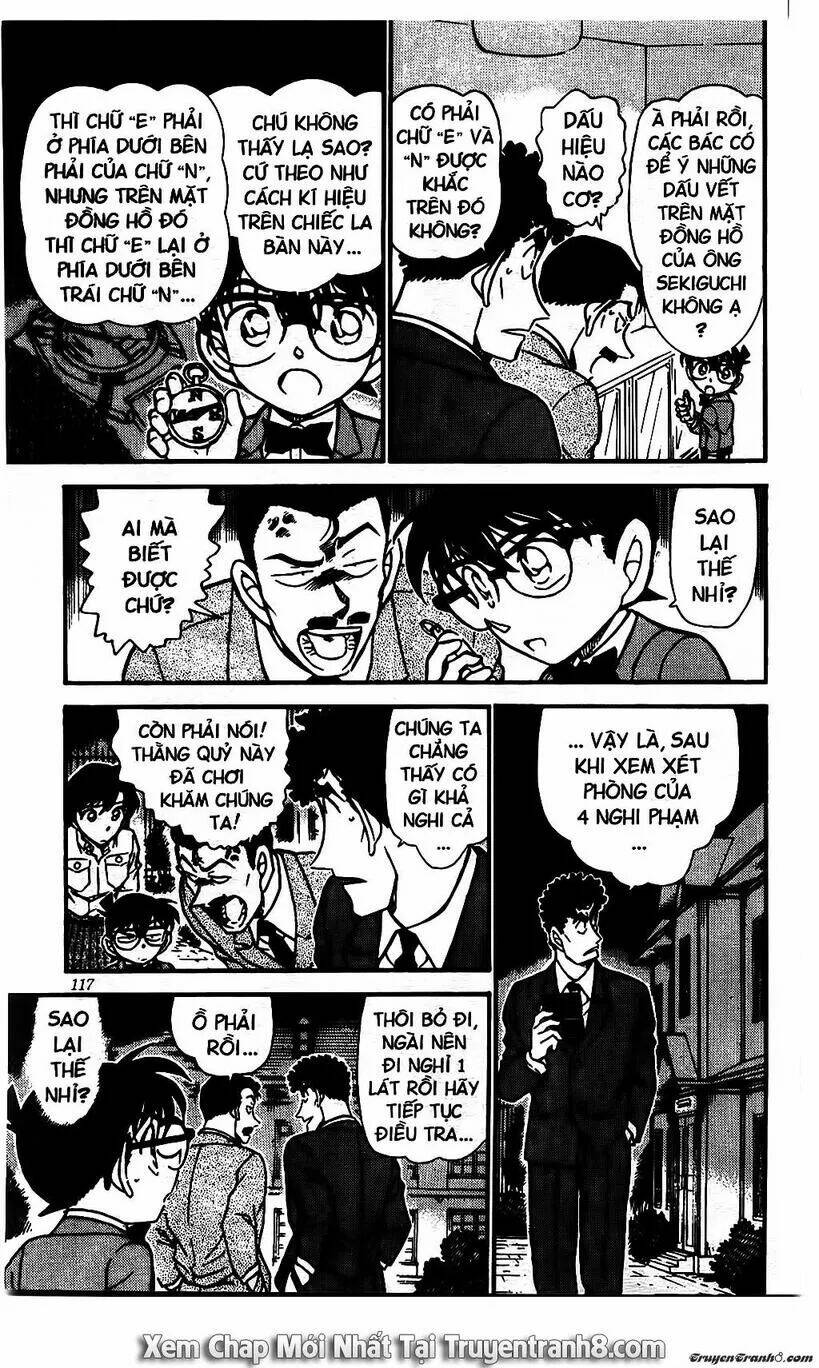 À PHẢI RỒI,
CÁC BÁC CÓ
ĐỂ Ý NHỮNG
DẤU VẾT
TRÊN MẶT
ĐỒNG HỒ
CỦA ÔNG
SEKIGUCHI
KHÔNG Ạ
?
DẤU
HIỆU
NÀO
CƠ?
CÓ PHẢI
CHỮ "E" VÀ
"N" ĐƯỢC
KHẮC
TRÊN ĐÓ
KHÔNG?
CHÚ KHÔNG
THẤY LẠ SAO?
CỨ THEO NHƯ
CÁCH KÍ HIỆU
TRÊN CHIẾC LA
BÀN NÀY...
THÌ CHỮ "E" PHẢI
Ở PHÍA DƯỚI BÊN
PHẢI CỦA CHỮ "N",
NHƯNG TRÊN MẶT
ĐỒNG HỒ ĐÓ
THÌ CHỮ "E" LẠI Ở
PHÍA DƯỚI BÊN
TRÁI CHỮ "N"...
N
E
S
SAO
LẠI
THẾ
NHỈ?
AI MÀ
BIẾT
ĐƯỢC
CHỨ?
... VẬY LÀ, SAU
KHI XEM XÉT
PHÒNG CỦA
4 NGHI PHẠM
...
CHÚNG TA
CHẲNG
THẤY CÓ
GÌ KHẢ
NGHI CẢ
...
CÒN PHẢI NÓI!
THẰNG QUỶ NÀY
ĐÃ CHƠI
KHĂM CHÚNG
TA!
117
THÔI BỎ ĐI,
NGÀI NÊN
ĐI NGHỈ 1
LÁT RỒI HÃY
TIẾP TỤC
ĐIỀU TRA...
Ồ PHẢI
RỒI...
SAO
LẠI
THẾ
NHỈ?
Xem Chap Mới Nhất Tại Truyentranh8.com
TruyenTranh8.com